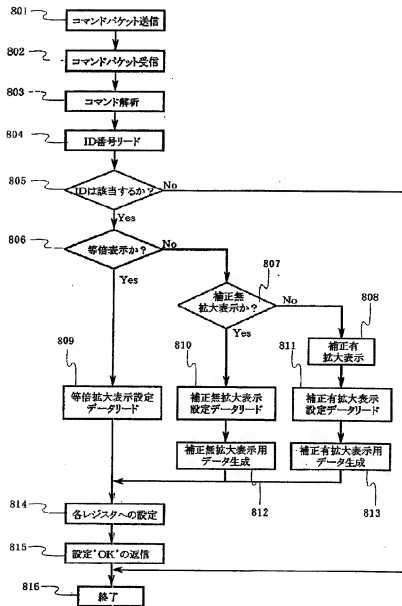 801
コマンドパケット送信
802
コマンドパケット受信
803
コマンド解析
804
ID番号リード
805
IDは該当するか?
No
Yes
806
等倍表示か?
No
Yes
807
補正無
拡大表示か?
No
Yes
808
補正有
拡大表示
809
等倍拡大表示設定
データリード
810
補正無拡大表示
設定データリード
811
補正有拡大表示
設定データリード
補正無拡大表示用
データ生成
812
補正有拡大表示用
データ生成
813
814
各レジスタへの設定
815
設定'OK'の返信
816
終了